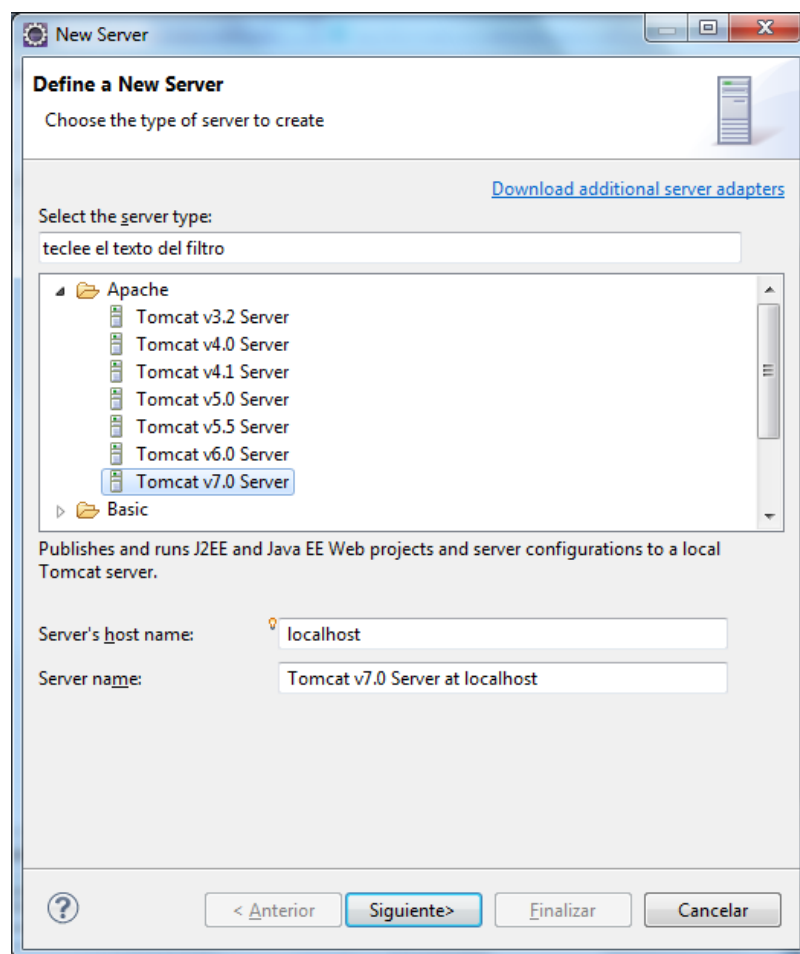 New Server
Define a New Server
Choose the type of server to create
Download additional server adapters
Select the server type:
teclee el texto del filtro
Apache
Tomcat v3.2 Server
Tomcat v4.0 Server
Tomcat v4.1 Server
Tomcat v5.0 Server
Tomcat v5.5 Server
Tomcat v6.0 Server
Tomcat v7.0 Server
Basic
Publishes and runs J2EE and Java EE Web projects and server configurations to a local
Tomcat server.
Server's host name: localhost
Server name: Tomcat v7.0 Server at localhost
? < Anterior Siguiente> Finalizar Cancelar